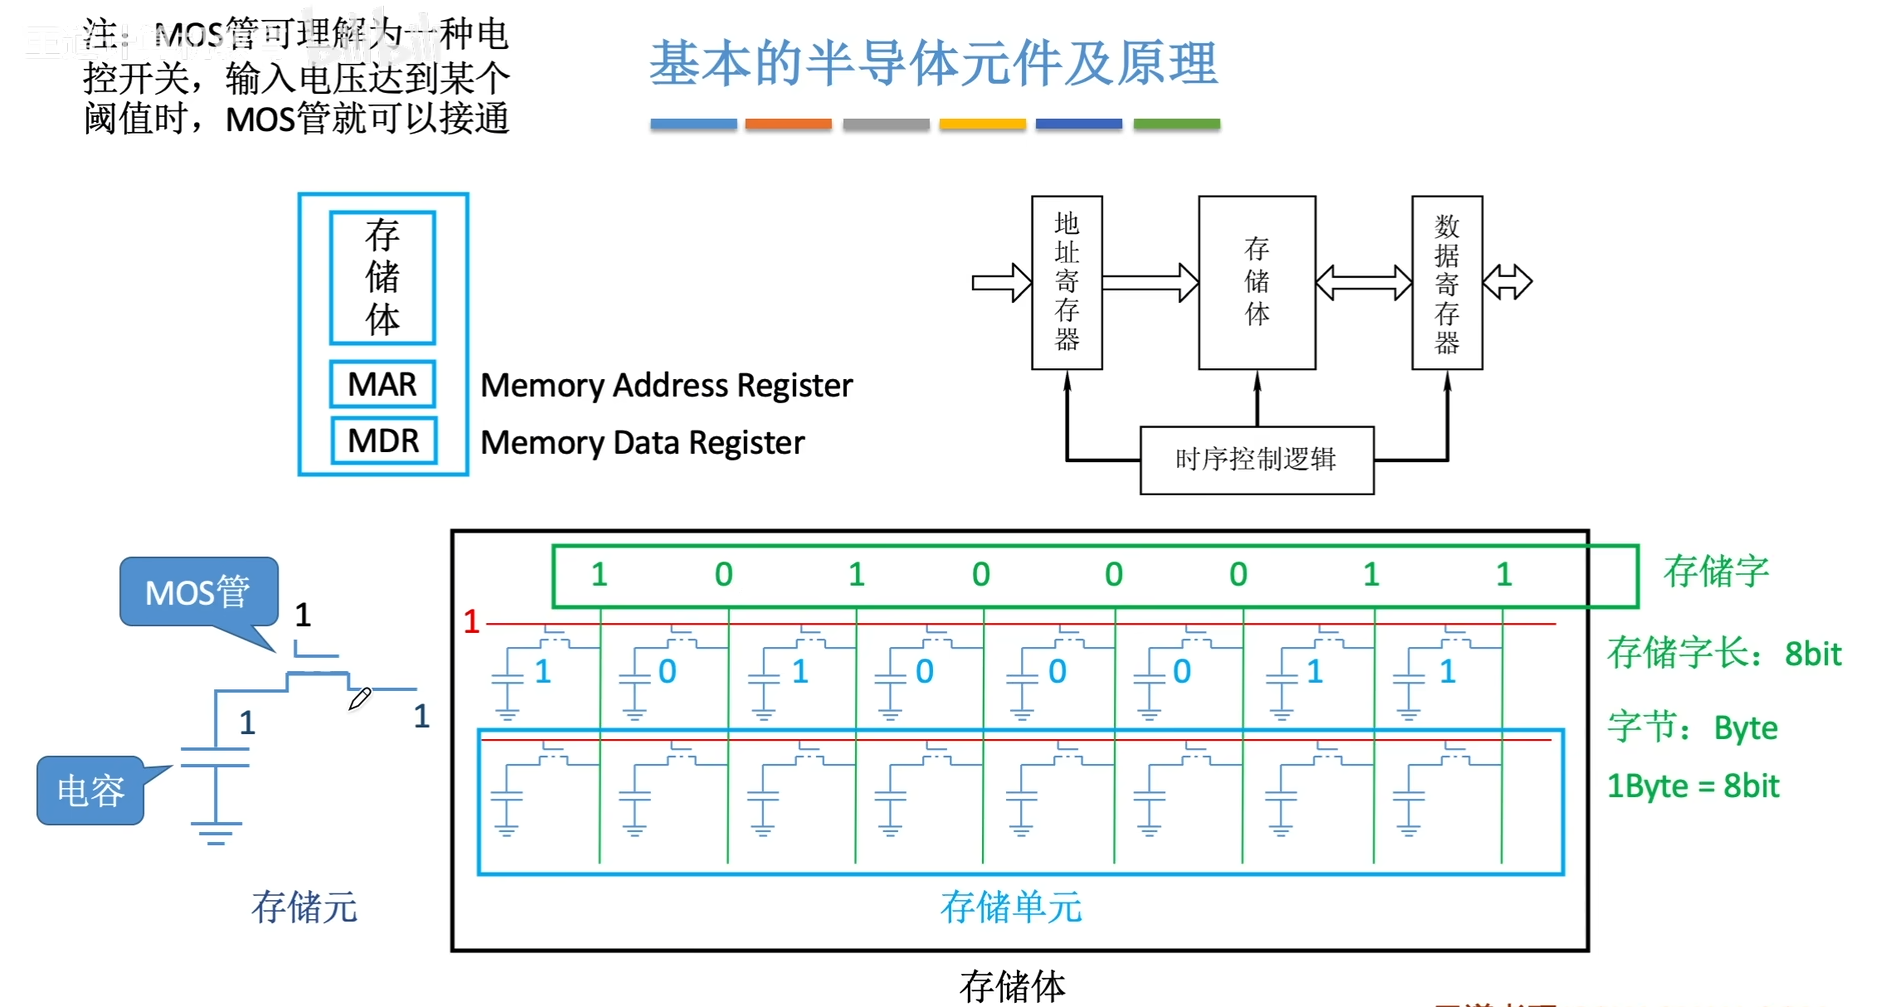 注：MOS管可理解为一种电
控开关，输入电压达到某个
阈值时，MOS管就可以接通
基本的半导体元件及原理
存储体
MAR
Memory Address Register
MDR
Memory Data Register
地址寄存器
存储体
数据寄存器
时序控制逻辑
MOS管
1
1
1
电容
存储元
1 0 1 0 0 0 1 1
存储字
1
1 0 1 0 0 0 1 1
存储字长：8bit
字节：Byte
1Byte = 8bit
存储单元
存储体